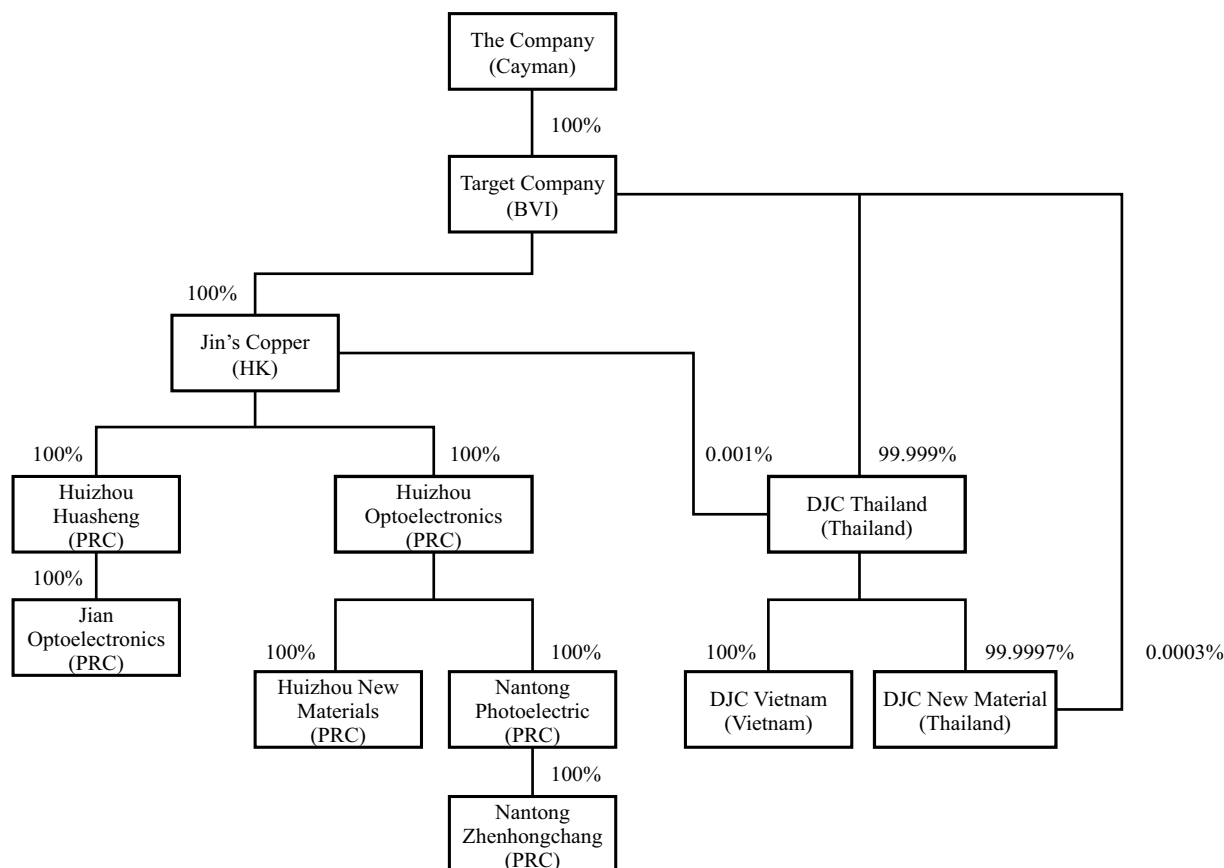 The Company
(Cayman)
100%
Target Company
(BVI)
100%
Jin’s Copper
(HK)
100%
100%
0.001%
99.999%
Huizhou
Huasheng
(PRC)
Huizhou
Optoelectronics
(PRC)
DJC Thailand
(Thailand)
100%
Jian
Optoelectronics
(PRC)
100%
100%
100%
99.9997%
0.0003%
Huizhou New
Materials
(PRC)
Nantong
Photoelectric
(PRC)
DJC Vietnam
(Vietnam)
DJC New Material
(Thailand)
100%
Nantong
Zhenhongchang
(PRC)